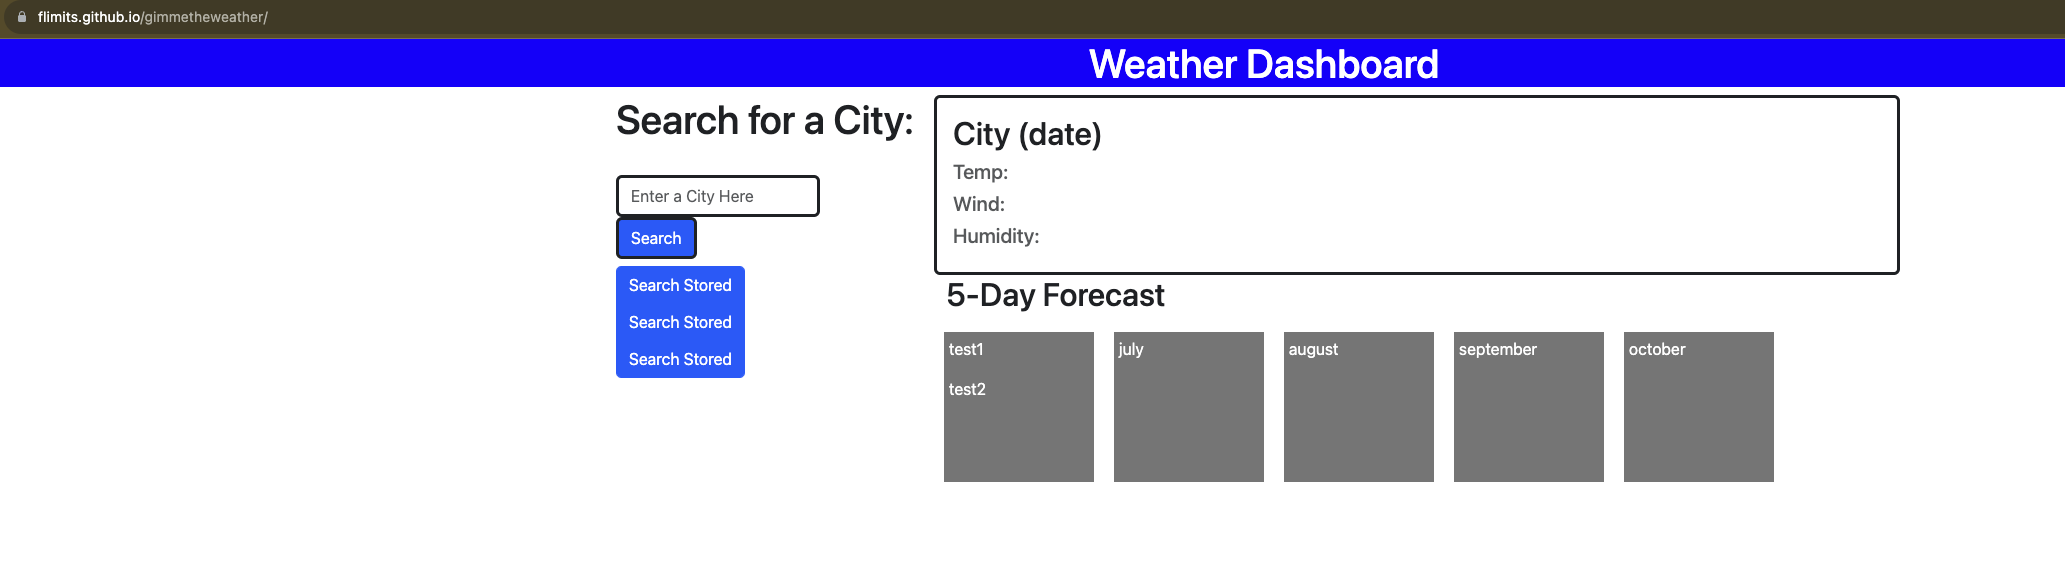 flimits.github.io/gimmetheweather/
Weather Dashboard
Search for a City:
Enter a City Here
Search
Search Stored
Search Stored
Search Stored
City (date)
Temp:
Wind:
Humidity:
5-Day Forecast
test1
test2
july
august
september
october